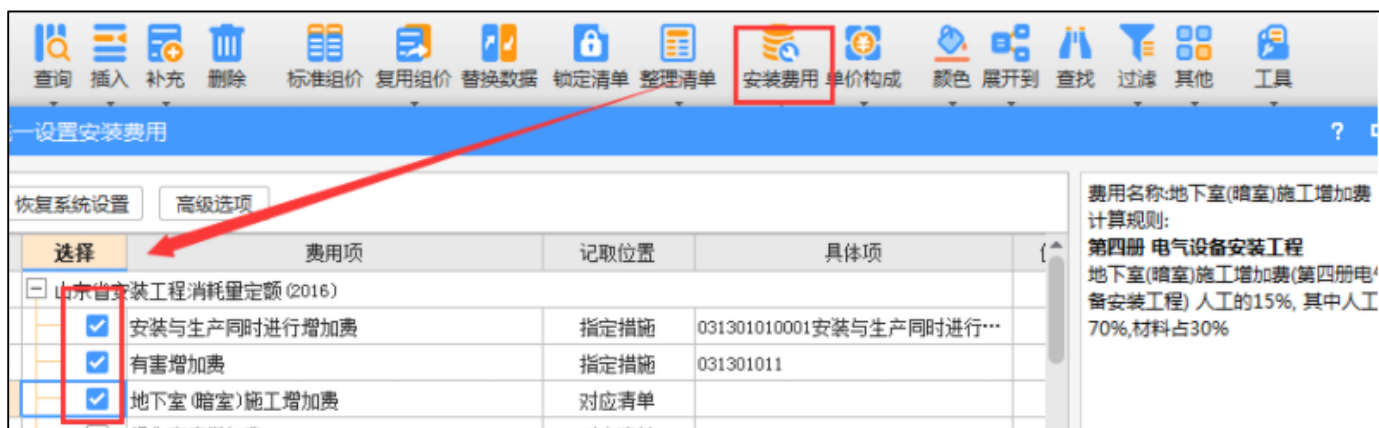 查询 插入 补充 删除 标准组价 复用组价 替换数据 锁定清单 整理清单 安装费用 单价构成 颜色 展开到 查找 过滤 其他 工具
一设置安装费用 ?
恢复系统设置 高级选项
选择 费用项 记取位置 具体项
山东省安装工程消耗量定额(2016)
安装与生产同时进行增加费 指定措施 031301010001安装与生产同时进行…
有害增加费 指定措施 031301011
地下室(暗室)施工增加费 对应清单
费用名称:地下室(暗室)施工增加费
计算规则:
第四册 电气设备安装工程
地下室(暗室)施工增加费(第四册电
备安装工程) 人工的15%, 其中人工
70%,材料占30%